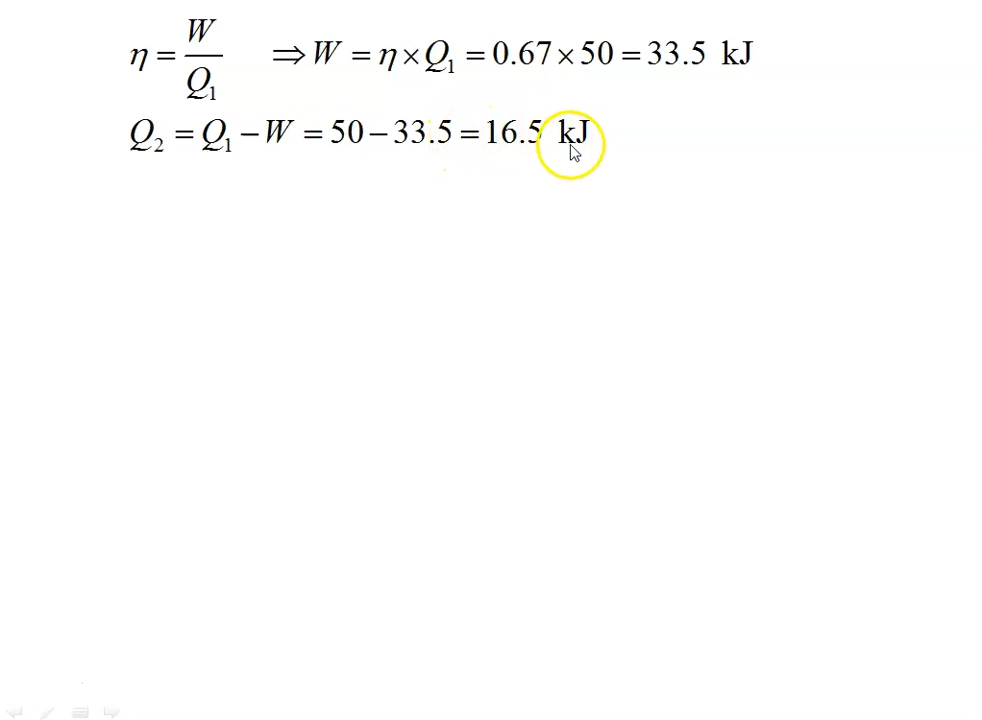 η = W/Q₁ ⇒ W = η × Q₁ = 0.67 × 50 = 33.5 kJ
Q₂ = Q₁ − W = 50 − 33.5 = 16.5 kJ